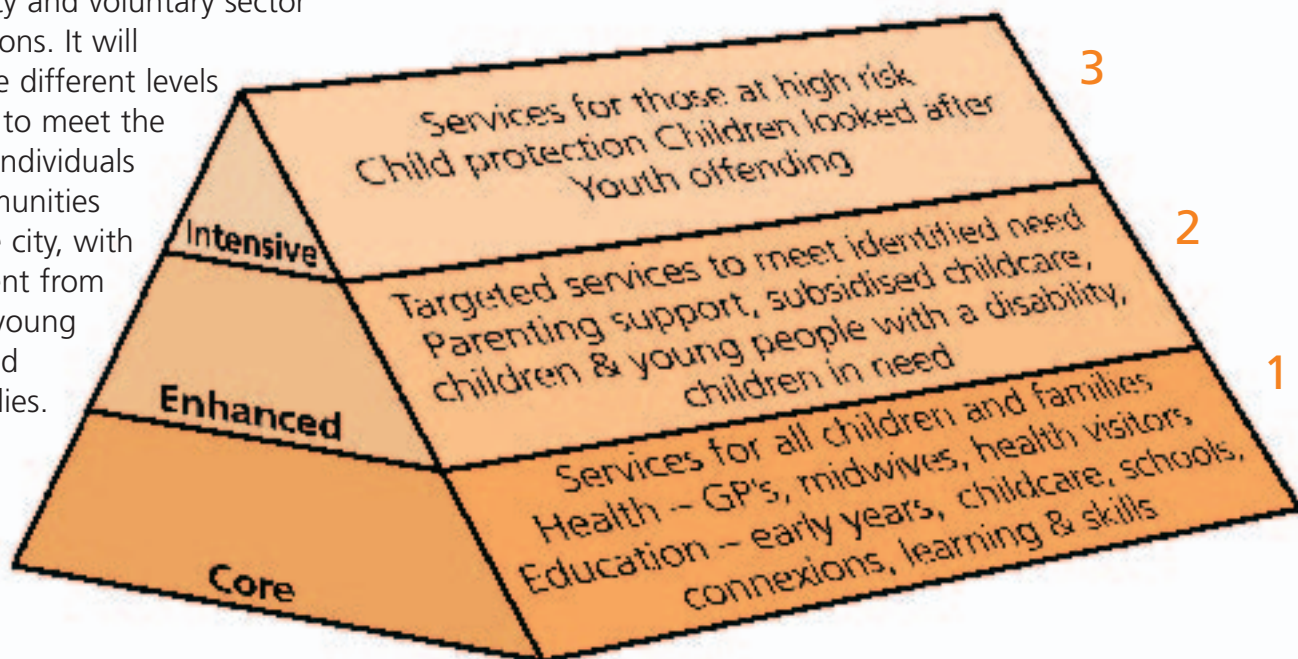 ty and voluntary sector
ons. It will
e different levels
to meet the
ndividuals
munities
e city, with
ent from
young
d
lies.
Intensive
Services for those at high risk
Child protection Children looked after
Youth offending
3
Enhanced
Targeted services to meet identified need
Parenting support, subsidised childcare,
children & young people with a disability,
children in need
2
Core
Services for all children and families
Health – GP's, midwives, health visitors,
Education – early years, childcare, schools,
connexions, learning & skills
1